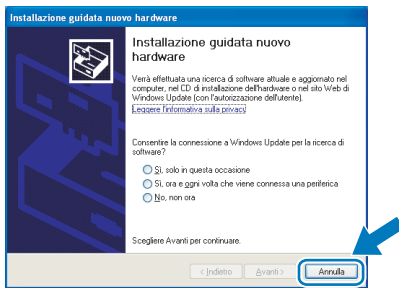 Installazione guidata nuovo hardware
Installazione guidata nuovo
hardware
Verrà effettuata una ricerca di software attuale e aggiornato nel
computer, nel CD di installazione dell'hardware o nel sito Web di
Windows Update (con l'autorizzazione dell'utente).
Leggere l'informativa sulla privacy
Consentire la connessione a Windows Update per la ricerca di
software?
Sì, solo in questa occasione
Sì, ora e ogni volta che viene connessa una periferica
No, non ora
Scegliere Avanti per continuare.
< Indietro Avanti > Annulla